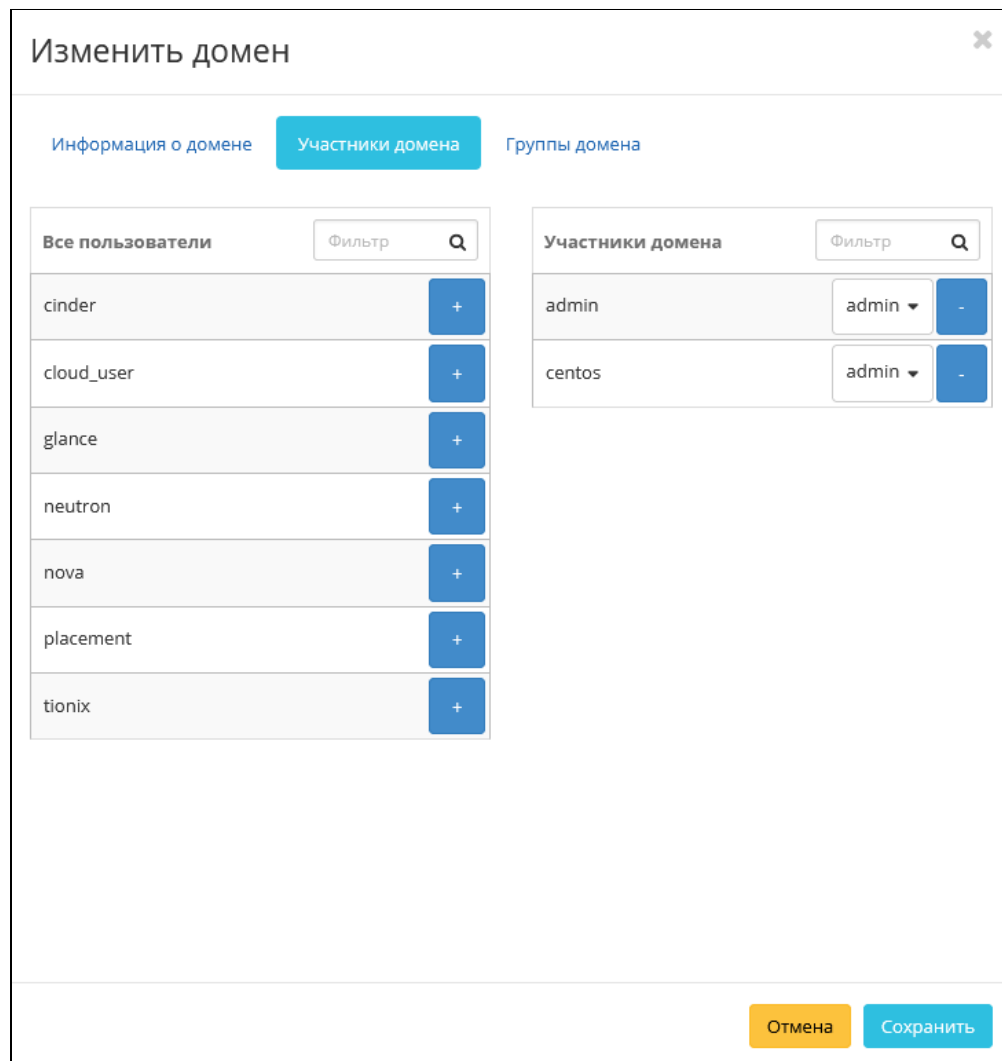 Изменить домен ×
Информация о домене Участники домена Группы домена
Все пользователи Фильтр
cinder +
cloud_user +
glance +
neutron +
nova +
placement +
tionix +
Участники домена Фильтр
admin admin -
centos admin -
Отмена Сохранить